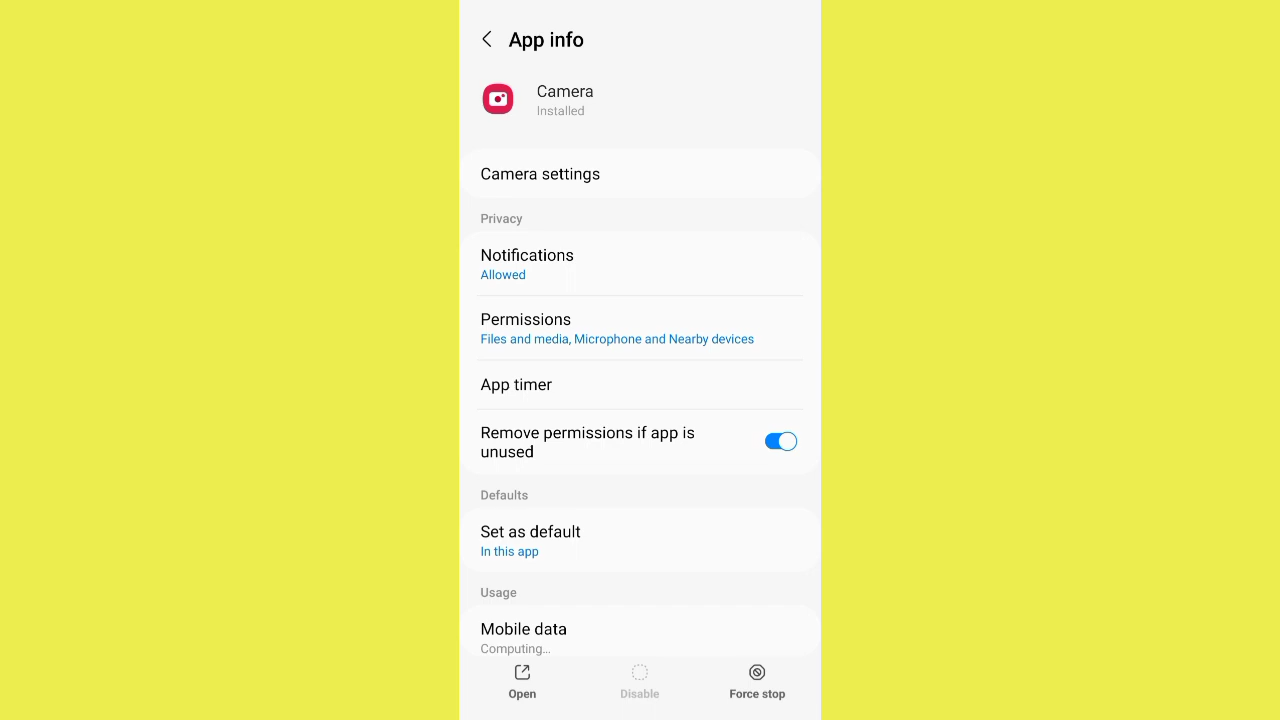 App info
Camera
Installed
Camera settings
Privacy
Notifications
Allowed
Permissions
Files and media, Microphone and Nearby devices
App timer
Remove permissions if app is
unused
Defaults
Set as default
In this app
Usage
Mobile data
Computing...
Open
Disable
Force stop